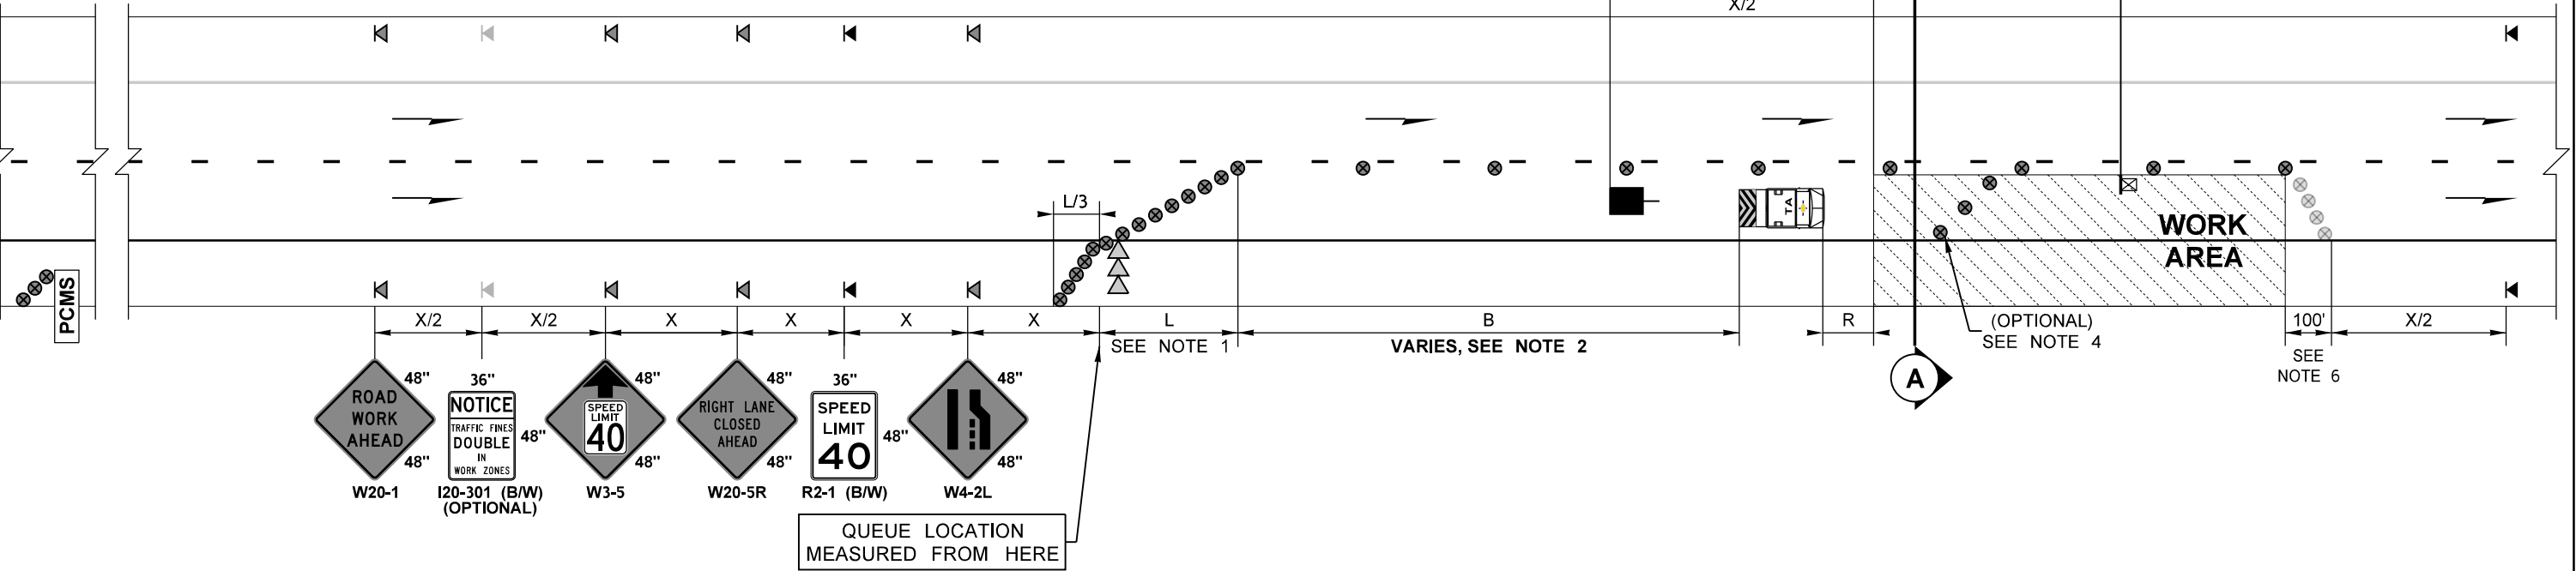 X/2
L/3
TA
WORK
AREA
PCMS
X/2
X/2
X
X
X
X
L
B
R
(OPTIONAL)
100'
X/2
SEE NOTE 1
VARIES, SEE NOTE 2
SEE NOTE 4
SEE
NOTE 6
A
ROAD
WORK
AHEAD
48"
48"
W20-1
36"
NOTICE
TRAFFIC FINES
DOUBLE
IN
WORK ZONES
48"
I20-301 (B/W)
(OPTIONAL)
SPEED
LIMIT
40
48"
48"
W3-5
RIGHT LANE
CLOSED
AHEAD
48"
48"
W20-5R
36"
SPEED
LIMIT
40
48"
R2-1 (B/W)
48"
48"
W4-2L
QUEUE LOCATION
MEASURED FROM HERE